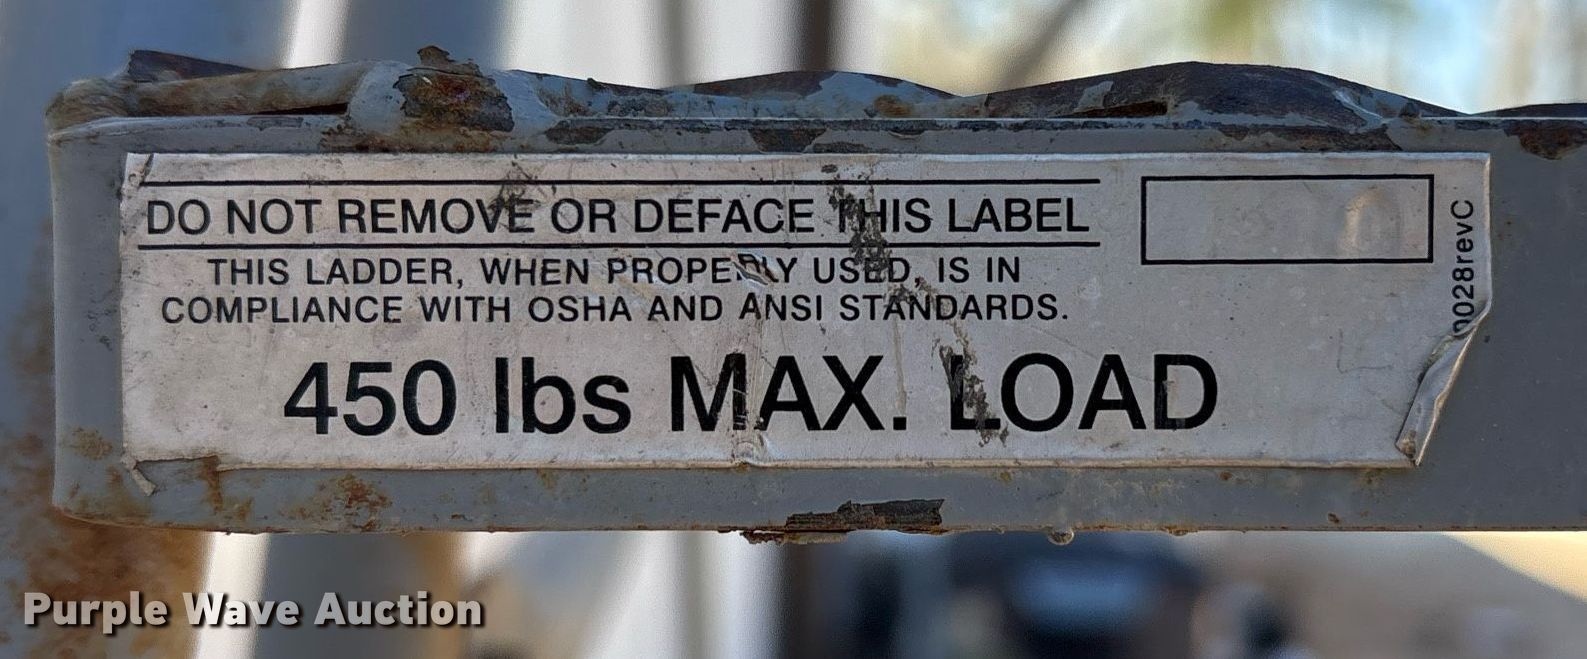 DO NOT REMOVE OR DEFACE THIS LABEL
THIS LADDER, WHEN PROPERLY USED, IS IN
COMPLIANCE WITH OSHA AND ANSI STANDARDS.
450 lbs MAX. LOAD
Purple Wave Auction